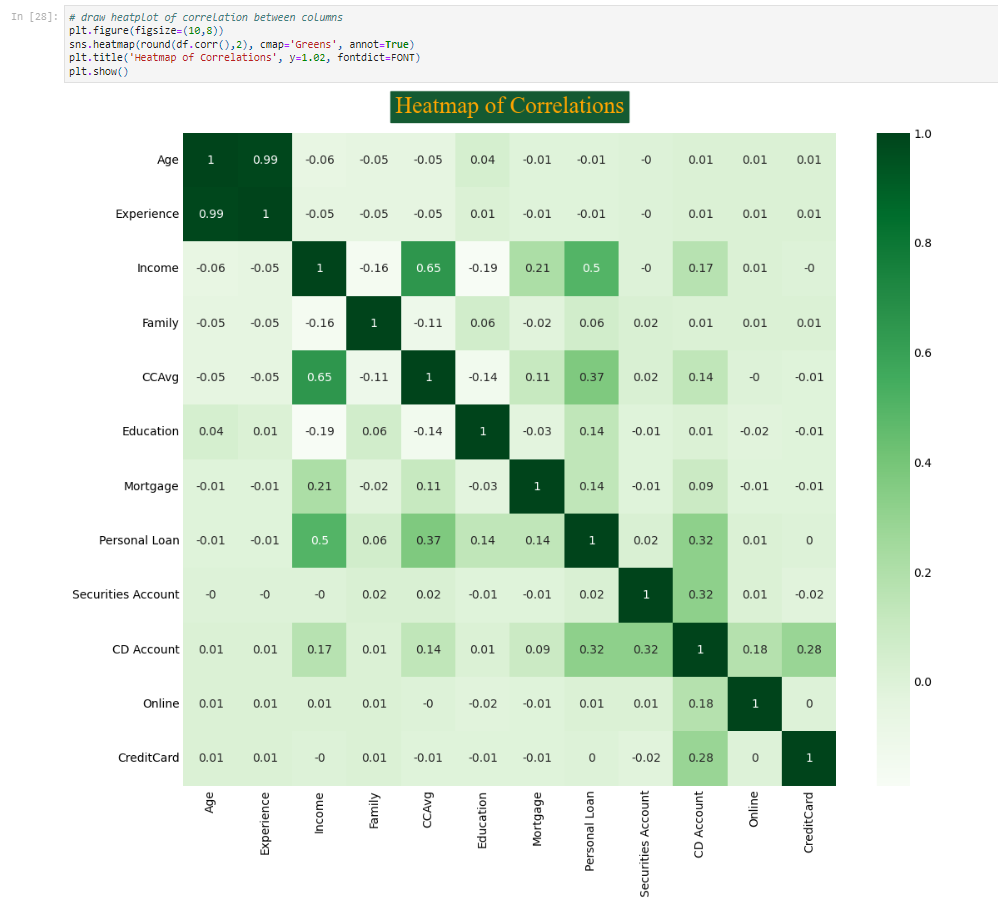 In [28]: # draw heatplot of correlation between columns
plt.figure(figsize=(10,8))
sns.heatmap(round(df.corr(),2), cmap='Greens', annot=True)
plt.title('Heatmap of Correlations', y=1.02, fontdict=FONT)
plt.show()
Heatmap of Correlations
Age 1 0.99 -0.06 -0.05 -0.05 0.04 -0.01 -0.01 -0 0.01 0.01 0.01
Experience 0.99 1 -0.05 -0.05 -0.05 0.01 -0.01 -0.01 -0 0.01 0.01 0.01
Income -0.06 -0.05 1 -0.16 0.65 -0.19 0.21 0.5 -0 0.17 0.01 -0
Family -0.05 -0.05 -0.16 1 -0.11 0.06 -0.02 0.06 0.02 0.01 0.01 0.01
CCAvg -0.05 -0.05 0.65 -0.11 1 -0.14 0.11 0.37 0.02 0.14 -0 -0.01
Education 0.04 0.01 -0.19 0.06 -0.14 1 -0.03 0.14 -0.01 0.01 -0.02 -0.01
Mortgage -0.01 -0.01 0.21 -0.02 0.11 -0.03 1 0.14 -0.01 0.09 -0.01 -0.01
Personal Loan -0.01 -0.01 0.5 0.06 0.37 0.14 0.14 1 0.02 0.32 0.01 0
Securities Account -0 -0 -0 0.02 0.02 -0.01 -0.01 0.02 1 0.32 0.01 -0.02
CD Account 0.01 0.01 0.17 0.01 0.14 0.01 0.09 0.32 0.32 1 0.18 0.28
Online 0.01 0.01 0.01 0.01 -0 -0.02 -0.01 0.01 0.01 0.18 1 0
CreditCard 0.01 0.01 -0 0.01 -0.01 -0.01 -0.01 0 -0.02 0.28 0 1
Age Experience Income Family CCAvg Education Mortgage Personal Loan Securities Account CD Account Online CreditCard
1.0
0.8
0.6
0.4
0.2
0.0